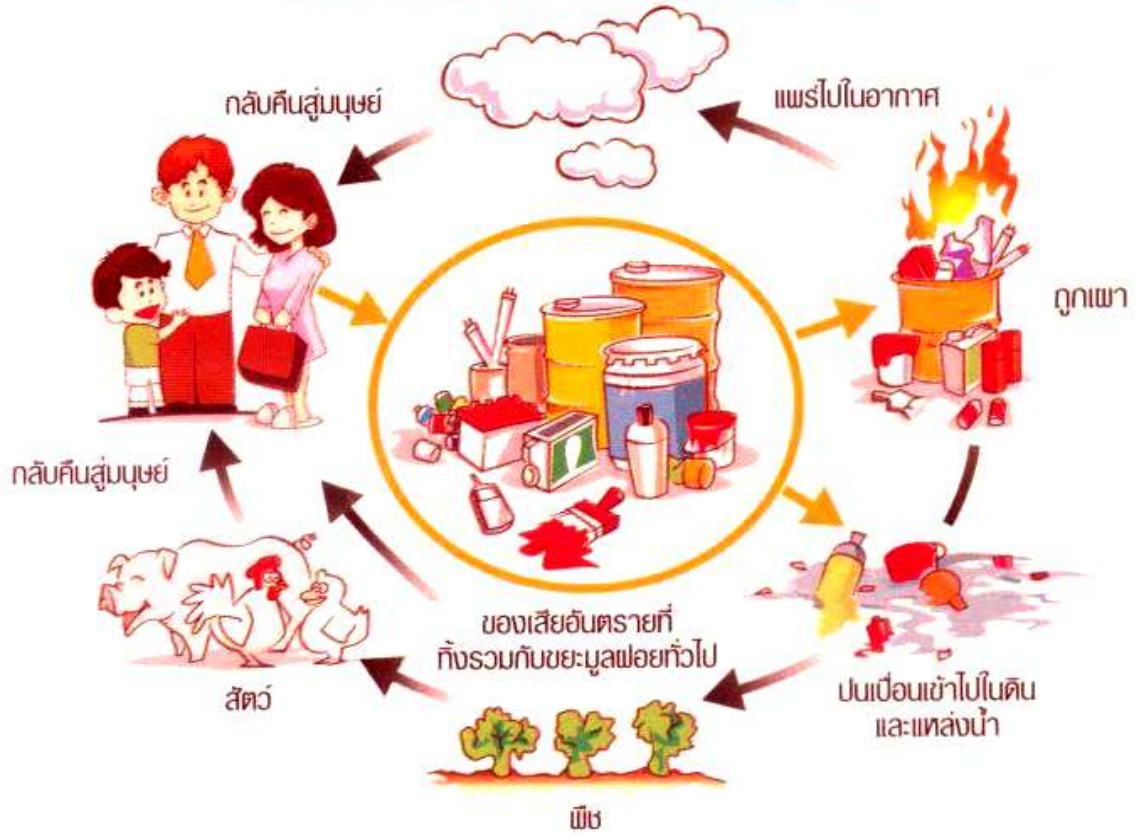 กลับคืนสู่มนุษย์
แพร่ไปในอากาศ
ถูกเผา
กลับคืนสู่มนุษย์
ของเสียอันตรายที่
ทิ้งรวมกับขยะมูลฝอยทั่วไป
สัตว์
ปนเปื้อนเข้าไปในดิน
และแหล่งน้ำ
พืช